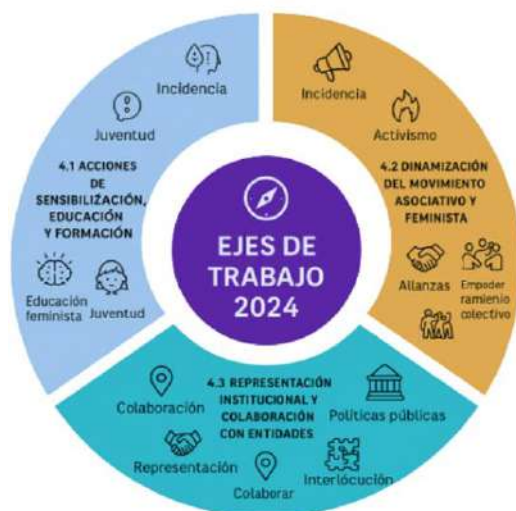 Incidencia
Juventud
4.1 ACCIONES
DE
SENSIBILIZACIÓN,
EDUCACIÓN
Y FORMACIÓN
Educación
feminista
Juventud
Incidencia
Activismo
4.2 DINAMIZACIÓN
DEL MOVIMIENTO
ASOCIATIVO Y
FEMINISTA
Alianzas
Empoder
ramienio
colectivo
EJES DE
TRABAJO
2024
4.3 REPRESENTACIÓN
INSTITUCIONAL Y
COLABORACIÓN
CON ENTIDADES
Colaboración
Políticas públicas
Representación
Colaborar
Interlócución